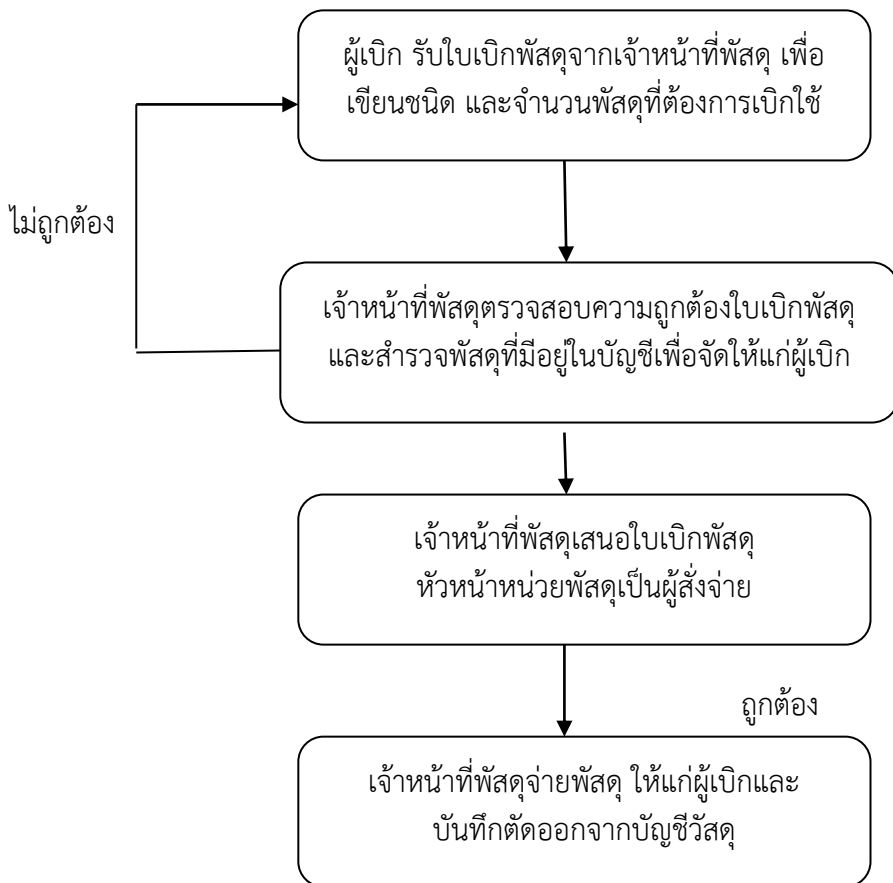 ผู้เบิก รับใบเบิกพัสดุจากเจ้าหน้าที่พัสดุ เพื่อ
เขียนชนิด และจำนวนพัสดุที่ต้องการเบิกใช้
ไม่ถูกต้อง
เจ้าหน้าที่พัสดุตรวจสอบความถูกต้องใบเบิกพัสดุ
และสำรวจพัสดุที่มีอยู่ในบัญชีเพื่อจัดให้แก่ผู้เบิก
เจ้าหน้าที่พัสดุเสนอใบเบิกพัสดุ
หัวหน้าหน่วยพัสดุเป็นผู้สั่งจ่าย
ถูกต้อง
เจ้าหน้าที่พัสดุจ่ายพัสดุ ให้แก่ผู้เบิกและ
บันทึกตัดออกจากบัญชีวัสดุ